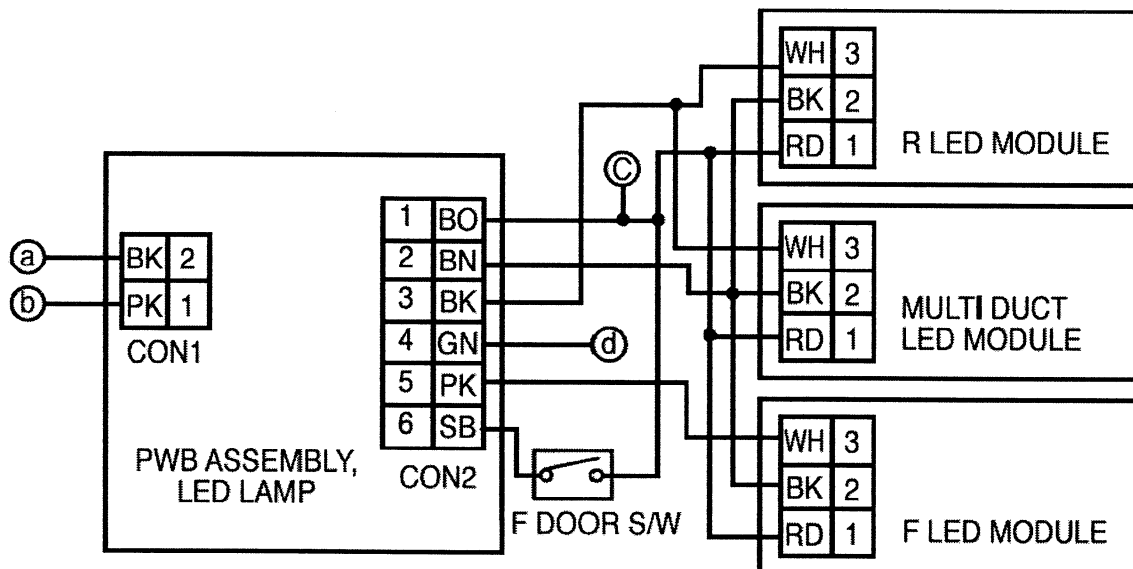 WH 3
BK 2
RD 1
R LED MODULE
WH 3
BK 2
RD 1
MULTI DUCT
LED MODULE
WH 3
BK 2
RD 1
F LED MODULE
C
a
b
d
BK 2
PK 1
CON1
1 BO
2 BN
3 BK
4 GN
5 PK
6 SB
CON2
PWB ASSEMBLY,
LED LAMP
F DOOR S/W